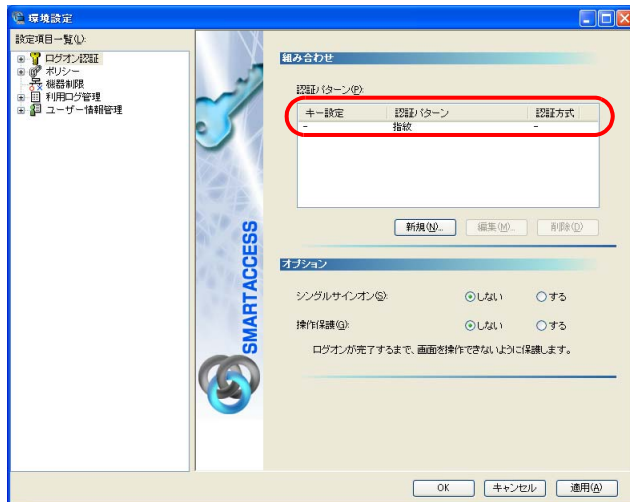 環境設定
設定項目一覧(L):
ログオン認証
ポリシー
機器制限
利用ログ管理
ユーザー情報管理
SMARTACCESS
組み合わせ
認証パターン(P):
キー設定 認証パターン 認証方式
- 指紋 -
新規(N)... 編集(M)... 削除(D)
オプション
シングルサインオン(S): しない する
操作保護(G): しない する
ログオンが完了するまで、画面を操作できないように保護します。
OK キャンセル 適用(A)